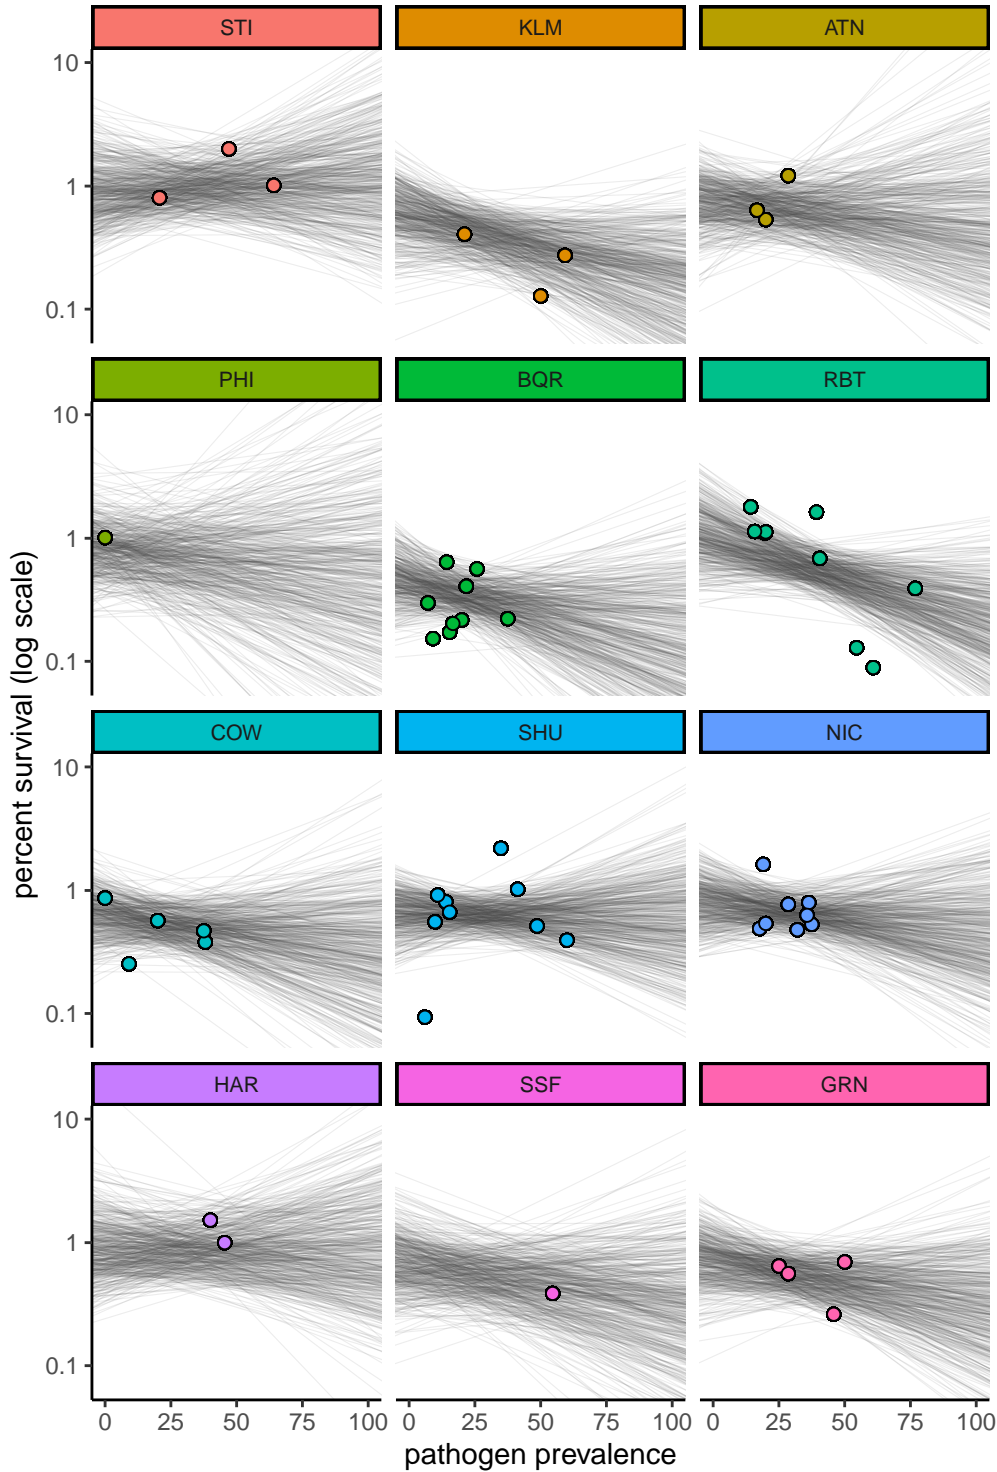 STI KLM ATN
10
1
0.1
PHI BQR RBT
10
1
0.1
percent survival (log scale)
COW SHU NIC
10
1
0.1
HAR SSF GRN
10
1
0.1
0 25 50 75 100 0 25 50 75 100 0 25 50 75 100
pathogen prevalence